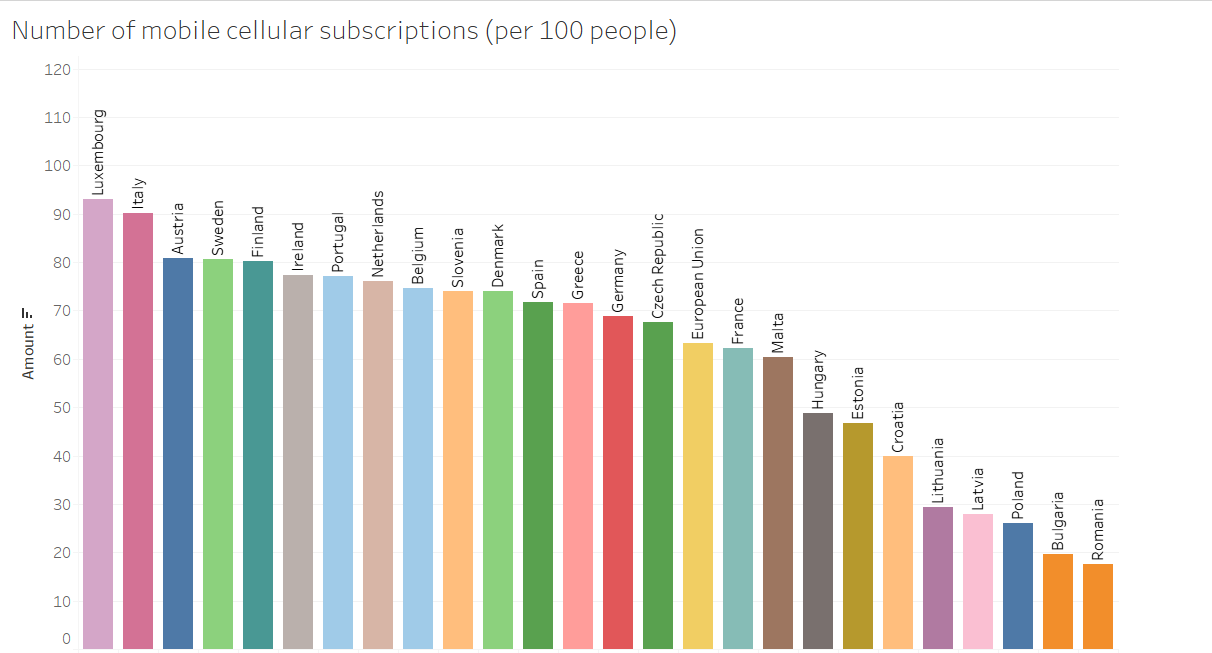 Number of mobile cellular subscriptions (per 100 people)
120
110
100
90
80
70
60
50
40
30
20
10
0
Amount
Luxembourg
Italy
Austria
Sweden
Finland
Ireland
Portugal
Netherlands
Belgium
Slovenia
Denmark
Spain
Greece
Germany
Czech Republic
European Union
France
Malta
Hungary
Estonia
Croatia
Lithuania
Latvia
Poland
Bulgaria
Romania